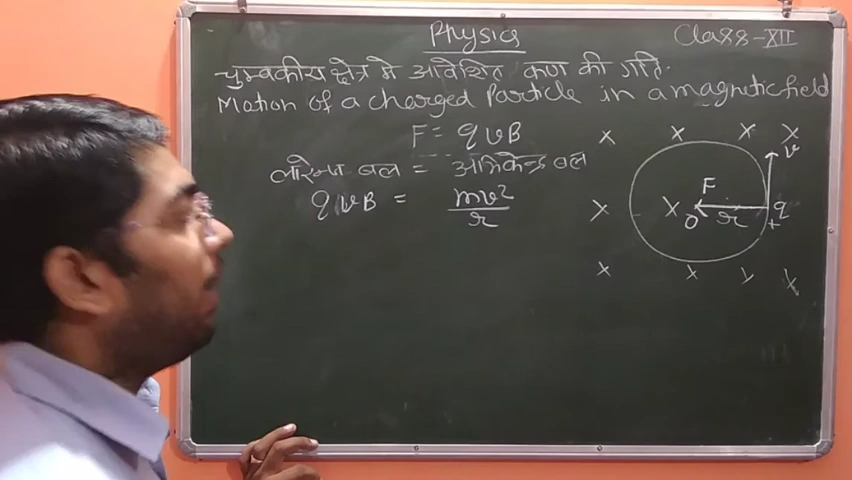 Physics
Class-XII
चुम्बकीय क्षेत्र में आवेशित कण की गति
Motion of a charged Particle in a magnetic field
F = qvB
लोरेन्ज बल = अभिकेन्द्र बल
qvB = mv²/r
x x x x
v
F
x x q
O r +
x x x x